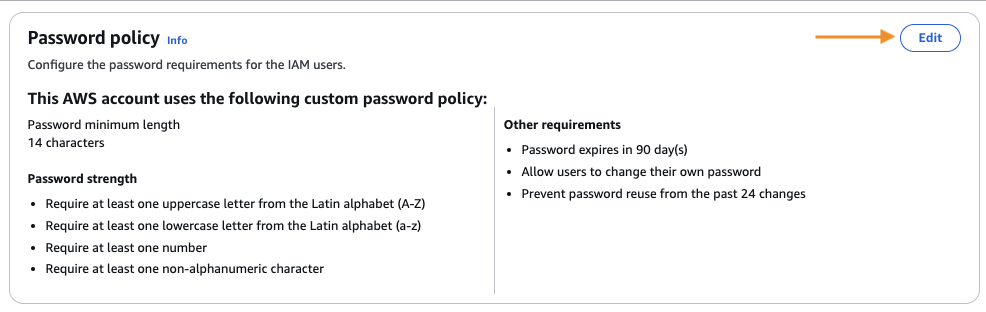 Password policy Info
Edit
Configure the password requirements for the IAM users.
This AWS account uses the following custom password policy:
Password minimum length
14 characters
Password strength
• Require at least one uppercase letter from the Latin alphabet (A-Z)
• Require at least one lowercase letter from the Latin alphabet (a-z)
• Require at least one number
• Require at least one non-alphanumeric character
Other requirements
• Password expires in 90 day(s)
• Allow users to change their own password
• Prevent password reuse from the past 24 changes